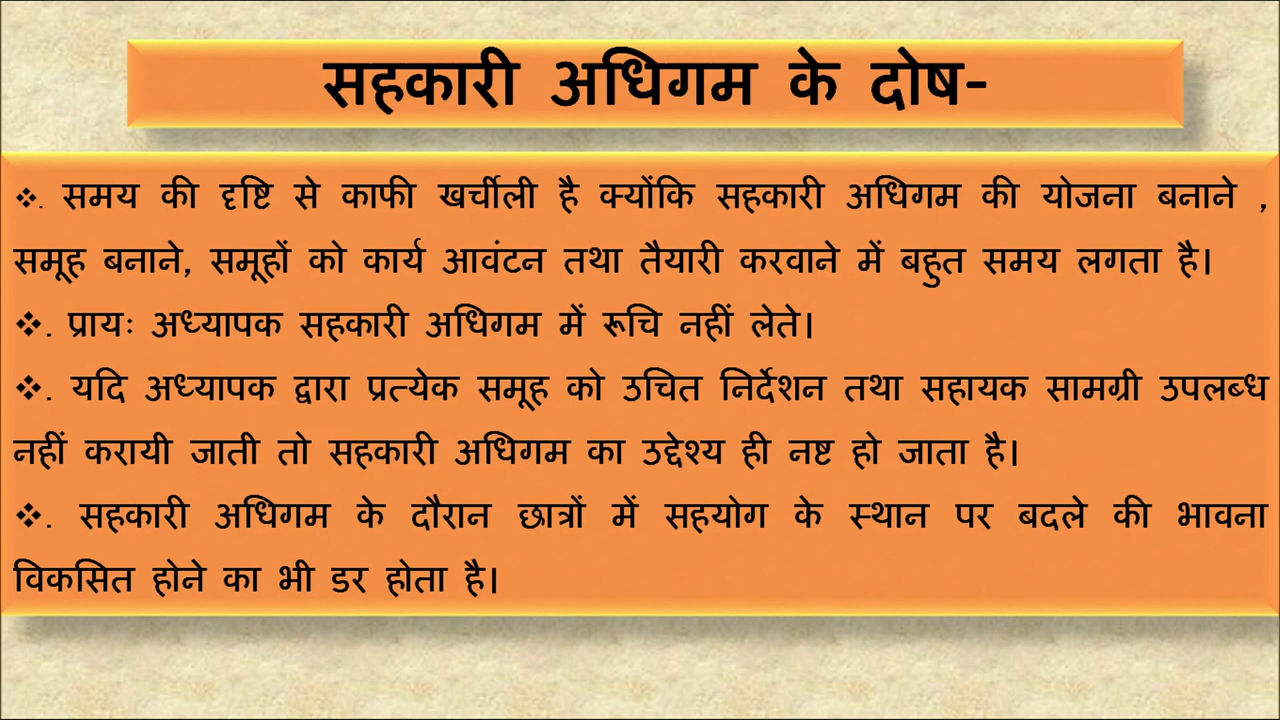 सहकारी अधिगम के दोष-
❖. समय की दृष्टि से काफी खर्चीली है क्योंकि सहकारी अधिगम की योजना बनाने ,
समूह बनाने, समूहों को कार्य आवंटन तथा तैयारी करवाने में बहुत समय लगता है।
❖. प्रायः अध्यापक सहकारी अधिगम में रूचि नहीं लेते।
❖. यदि अध्यापक द्वारा प्रत्येक समूह को उचित निर्देशन तथा सहायक सामग्री उपलब्ध
नहीं करायी जाती तो सहकारी अधिगम का उद्देश्य ही नष्ट हो जाता है।
❖. सहकारी अधिगम के दौरान छात्रों में सहयोग के स्थान पर बदले की भावना
विकसित होने का भी डर होता है।